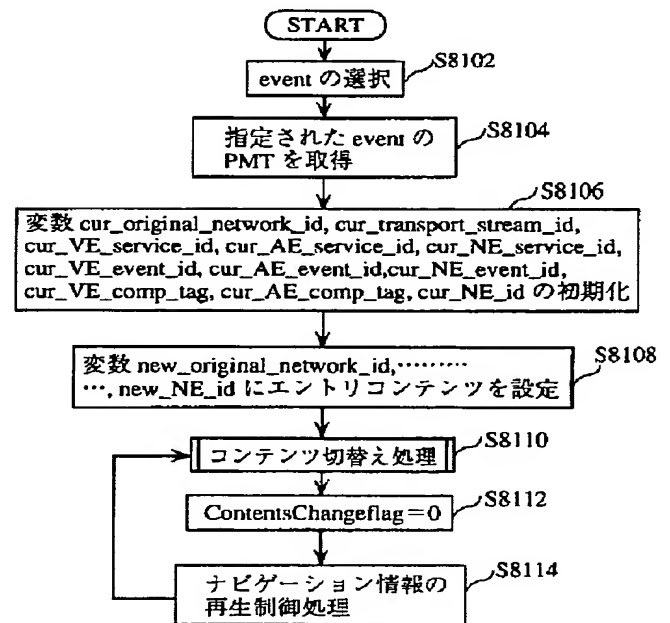 START
S8102
event の選択
S8104
指定された event の
PMT を取得
S8106
変数 cur_original_network_id, cur_transport_stream_id,
cur_VE_service_id, cur_AE_service_id, cur_NE_service_id,
cur_VE_event_id, cur_AE_event_id,cur_NE_event_id,
cur_VE_comp_tag, cur_AE_comp_tag, cur_NE_id の初期化
S8108
変数 new_original_network_id,………
…, new_NE_id にエントリコンテンツを設定
S8110
コンテンツ切替え処理
S8112
ContentsChangeflag=0
S8114
ナビゲーション情報の
再生制御処理